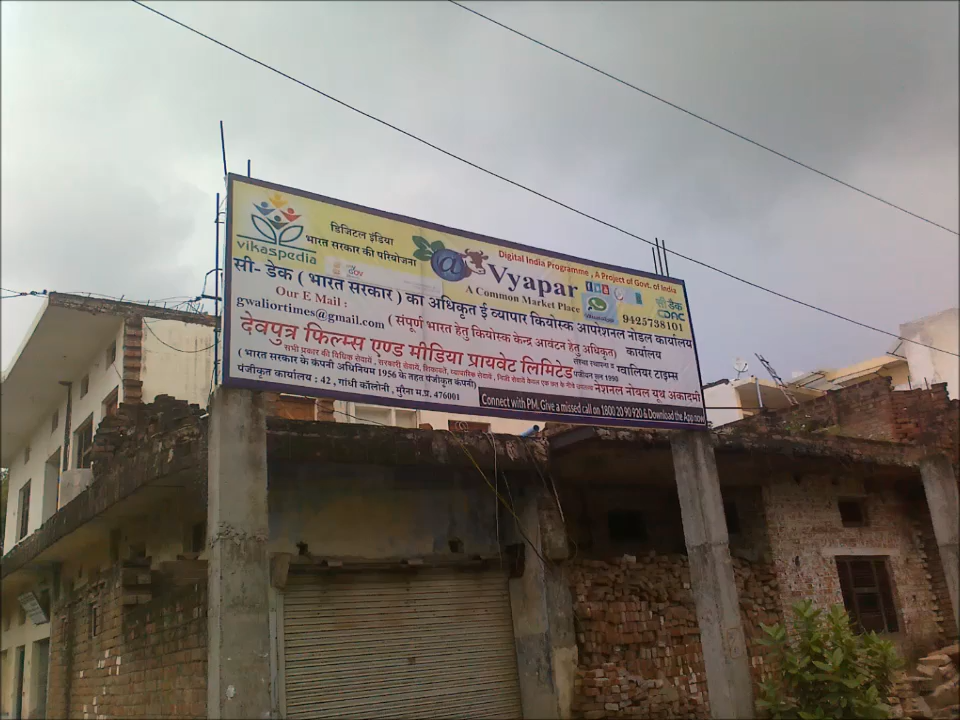 vikaspedia
डिजिटल इंडिया
भारत सरकार की परियोजना
Digital India Programme , A Project of Govt. of India
@Vyapar
A Common Market Place
WhatsApp
सी डैक
CDAC
9425738101
सी- डेक ( भारत सरकार ) का अधिकृत ई व्यापार कियोस्क आपरेशनल नोडल कार्यालय
Our E Mail :
gwaliortimes@gmail.com
( संपूर्ण भारत हेतु कियोस्क केन्द्र आवंटन हेतु अधिकृत) कार्यालय
देवपुत्र फिल्म्स एण्ड मीडिया प्रायवेट लिमिटेड
ग्वालियर टाइम्स
( भारत सरकार के कंपनी अधिनियम 1956 के तहत पंजीकृत कंपनी)
नेशनल नोबल यूथ अकादमी
पंजीकृत कार्यालय : 42 , गांधी कॉलोनी , मुरैना म.प्र. 476001
Connect with PM. Give a missed call on 1800 20 90 920 & Download the App now